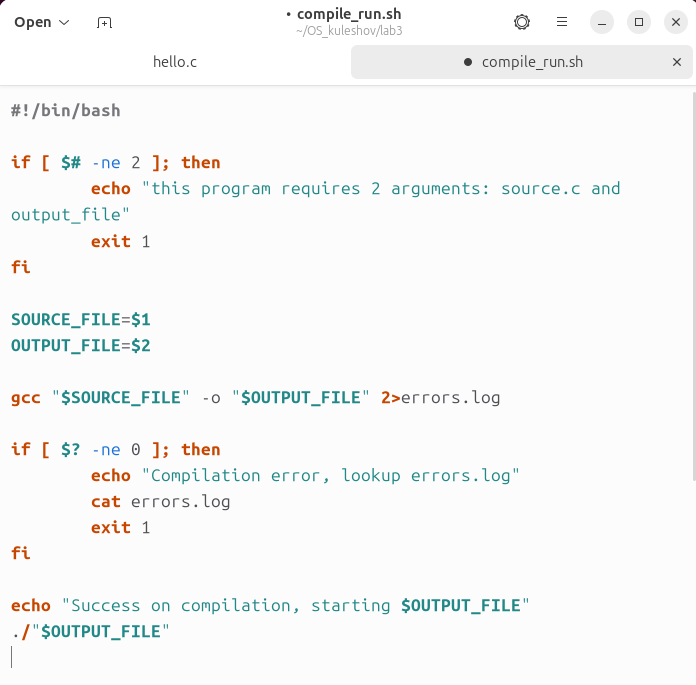 Open
• compile_run.sh
~/OS_kuleshov/lab3
hello.c
● compile_run.sh
#!/bin/bash
if [ $# -ne 2 ]; then
echo "this program requires 2 arguments: source.c and
output_file"
exit 1
fi
SOURCE_FILE=$1
OUTPUT_FILE=$2
gcc "$SOURCE_FILE" -o "$OUTPUT_FILE" 2>errors.log
if [ $? -ne 0 ]; then
echo "Compilation error, lookup errors.log"
cat errors.log
exit 1
fi
echo "Success on compilation, starting $OUTPUT_FILE"
./"$OUTPUT_FILE"